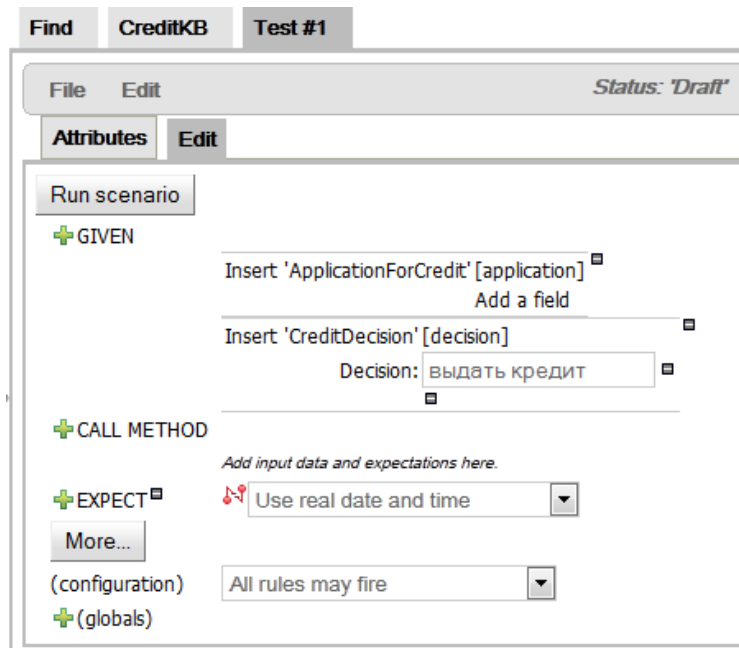 Find CreditKB Test #1
File Edit Status: 'Draft'
Attributes Edit
Run scenario
GIVEN
Insert 'ApplicationForCredit' [application]
Add a field
Insert 'CreditDecision' [decision]
Decision: выдать кредит
CALL METHOD
Add input data and expectations here.
EXPECT Use real date and time
More...
(configuration) All rules may fire
(globals)